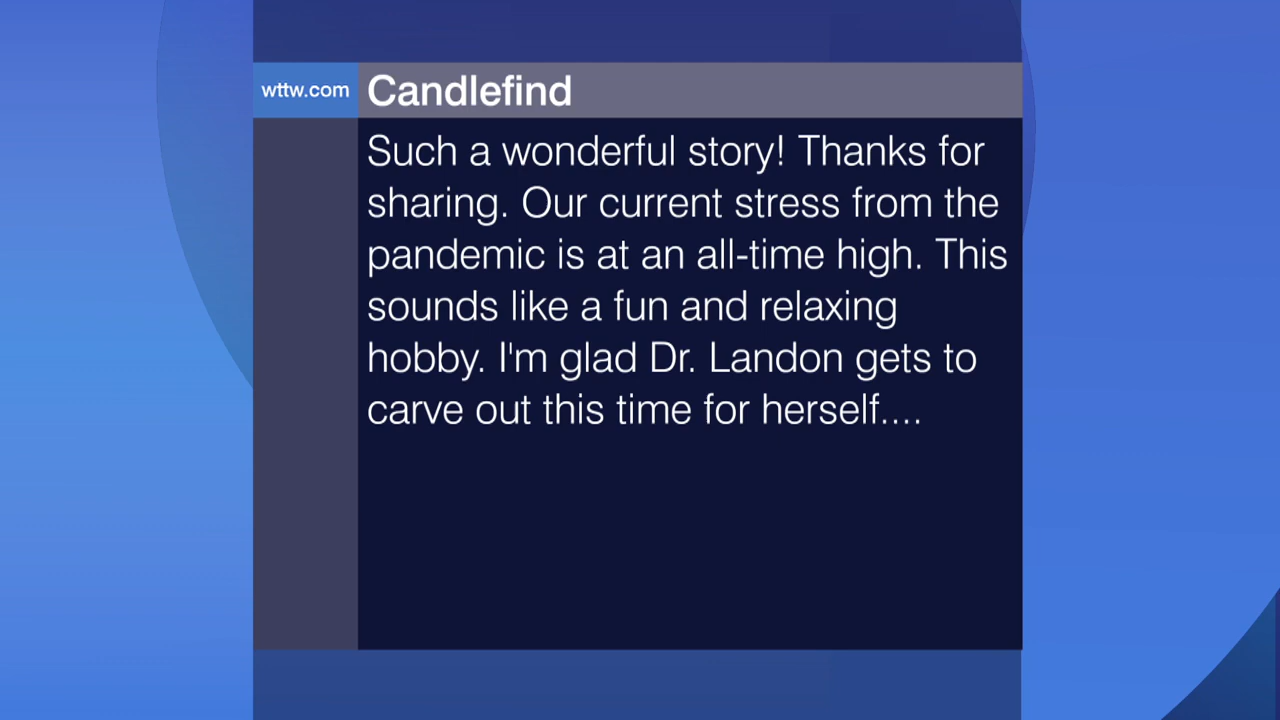 wttw.com Candlefind
Such a wonderful story! Thanks for
sharing. Our current stress from the
pandemic is at an all-time high. This
sounds like a fun and relaxing
hobby. I'm glad Dr. Landon gets to
carve out this time for herself....